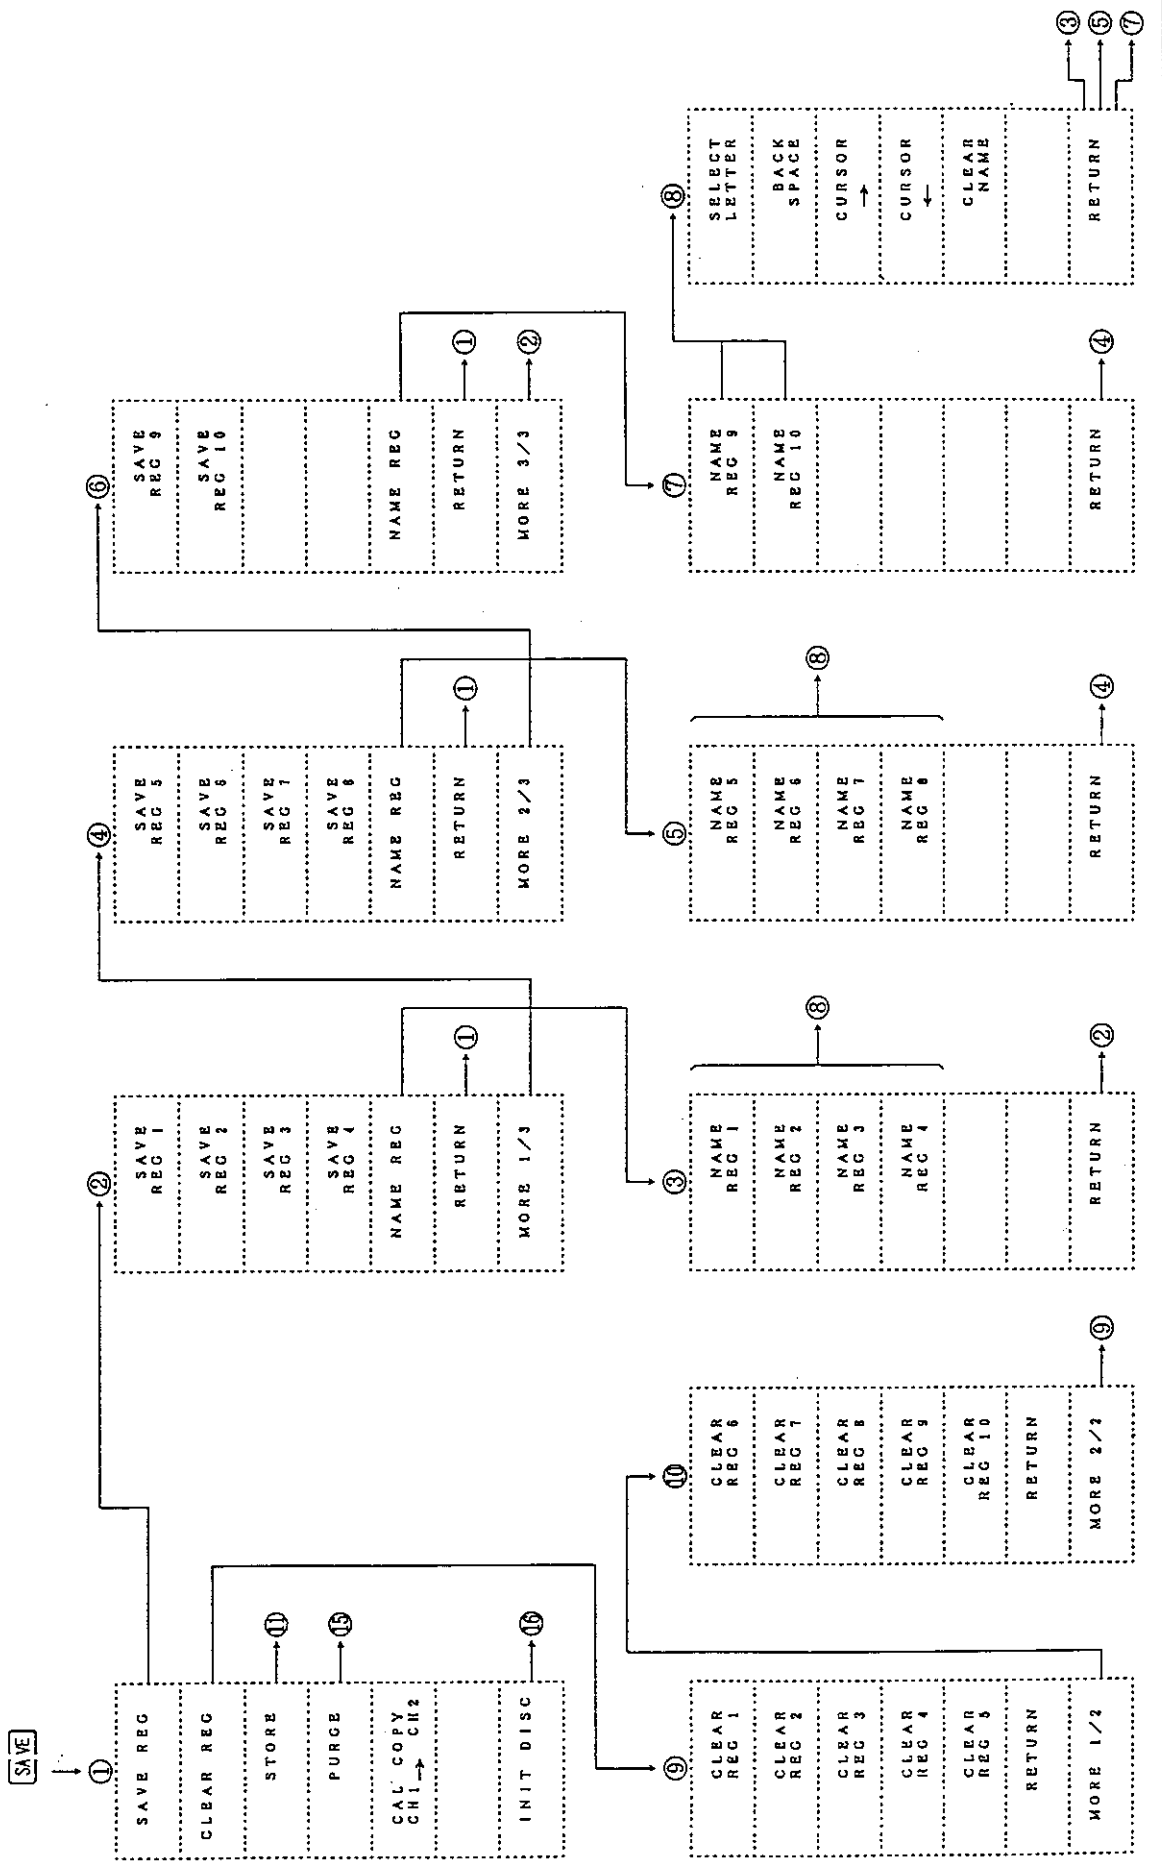 SAVE
①
SAVE REG
CLEAR REG
STORE
⑪
PURGE
⑮
CAL COPY
CH1 → CH2
INIT DISC
⑯
②
SAVE
REG 1
SAVE
REG 2
SAVE
REG 3
SAVE
REG 4
NAME REG
RETURN
①
MORE 1/3
④
SAVE
REG 5
SAVE
REG 6
SAVE
REG 7
SAVE
REG 8
NAME REG
RETURN
①
MORE 2/3
⑥
SAVE
REG 9
SAVE
REG 10
NAME REG
RETURN
①
MORE 3/3
②
⑨
CLEAR
REG 1
CLEAR
REG 2
CLEAR
REG 3
CLEAR
REG 4
CLEAR
REG 5
RETURN
MORE 1/2
⑩
CLEAR
REG 6
CLEAR
REG 7
CLEAR
REG 8
CLEAR
REG 9
CLEAR
REG 10
RETURN
MORE 2/2
⑨
③
NAME
REG 1
NAME
REG 2
NAME
REG 3
NAME
REG 4
⑧
RETURN
②
⑤
NAME
REG 5
NAME
REG 6
NAME
REG 7
NAME
REG 8
⑧
RETURN
④
⑦
NAME
REG 9
NAME
REG 10
RETURN
④
⑧
SELECT
LETTER
BACK
SPACE
CURSOR
→
CURSOR
←
CLEAR
NAME
RETURN
③
⑤
⑦